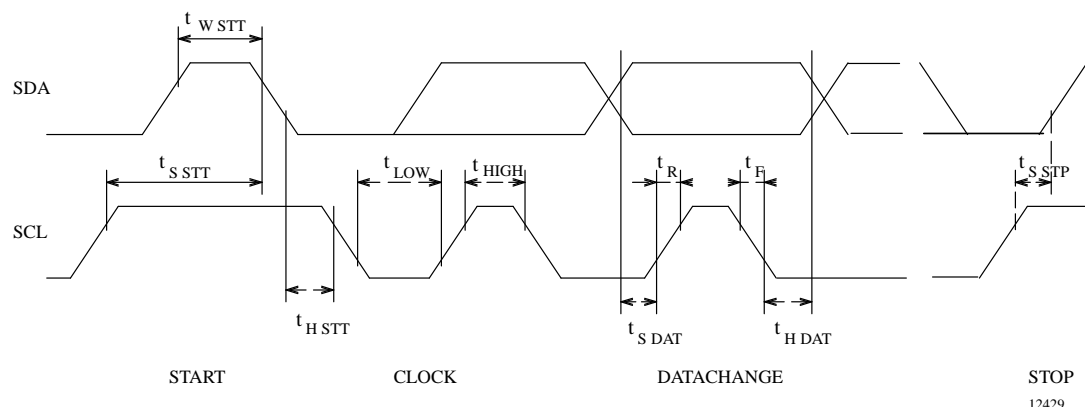 t W STT
SDA
t S STT
t LOW
t HIGH
t R
t F
t S STP
SCL
t H STT
t S DAT
t H DAT
START
CLOCK
DATACHANGE
STOP
12429